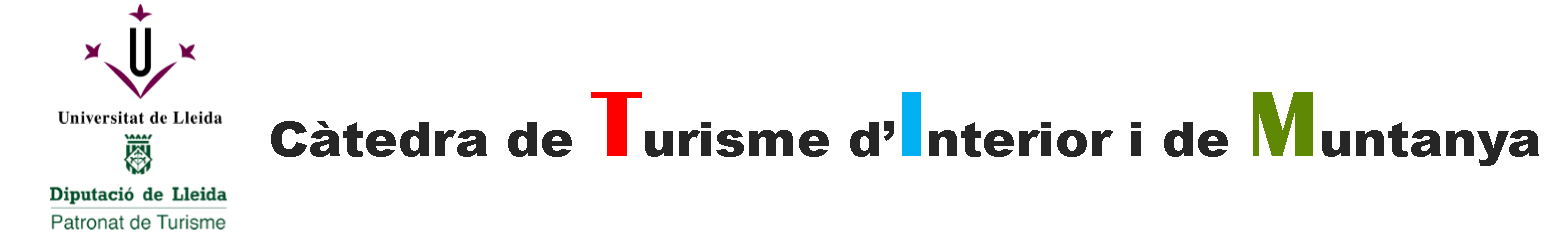 U
Universitat de Lleida
Diputació de Lleida
Patronat de Turisme
Càtedra de Turisme d’Interior i de Muntanya